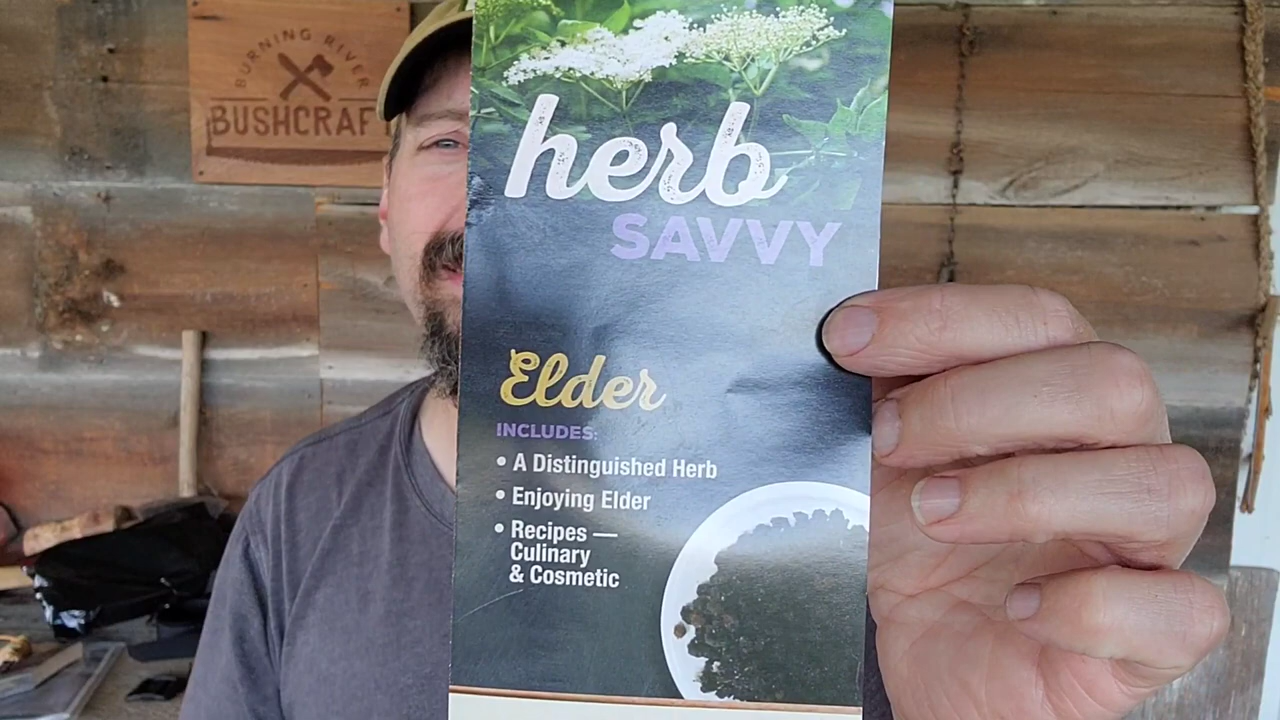 BURNING RIVER
BUSHCRAFT
herb
SAVVY
Elder
INCLUDES:
• A Distinguished Herb
• Enjoying Elder
• Recipes —
Culinary
& Cosmetic